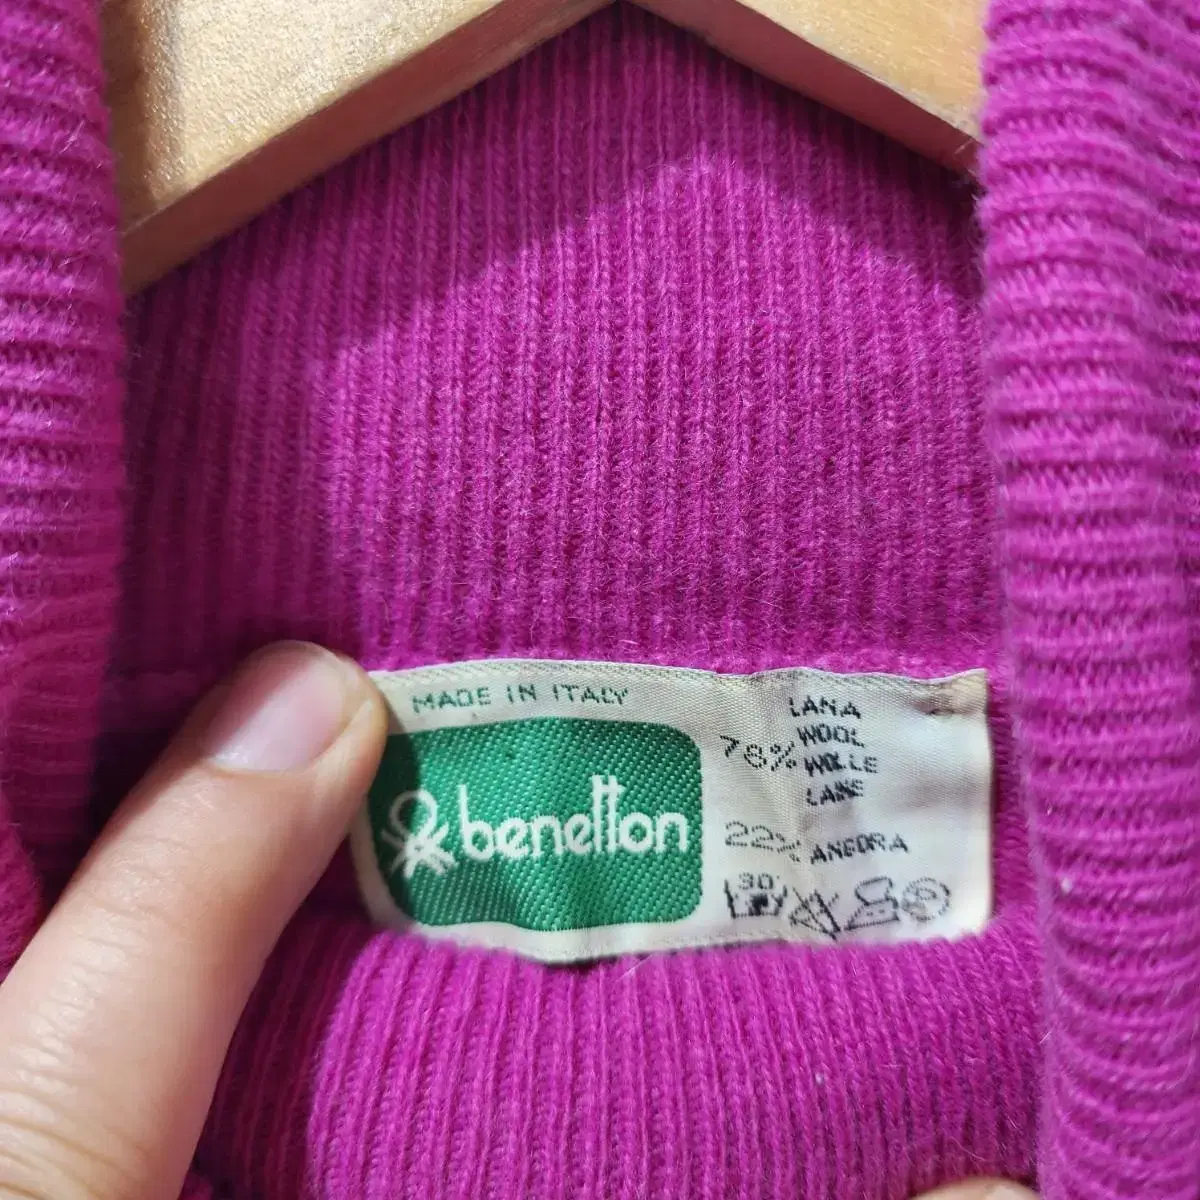 MADE IN ITALY
benetton
78%
LANA
WOOL
WOLLE
LAINE
22% ANGORA
30